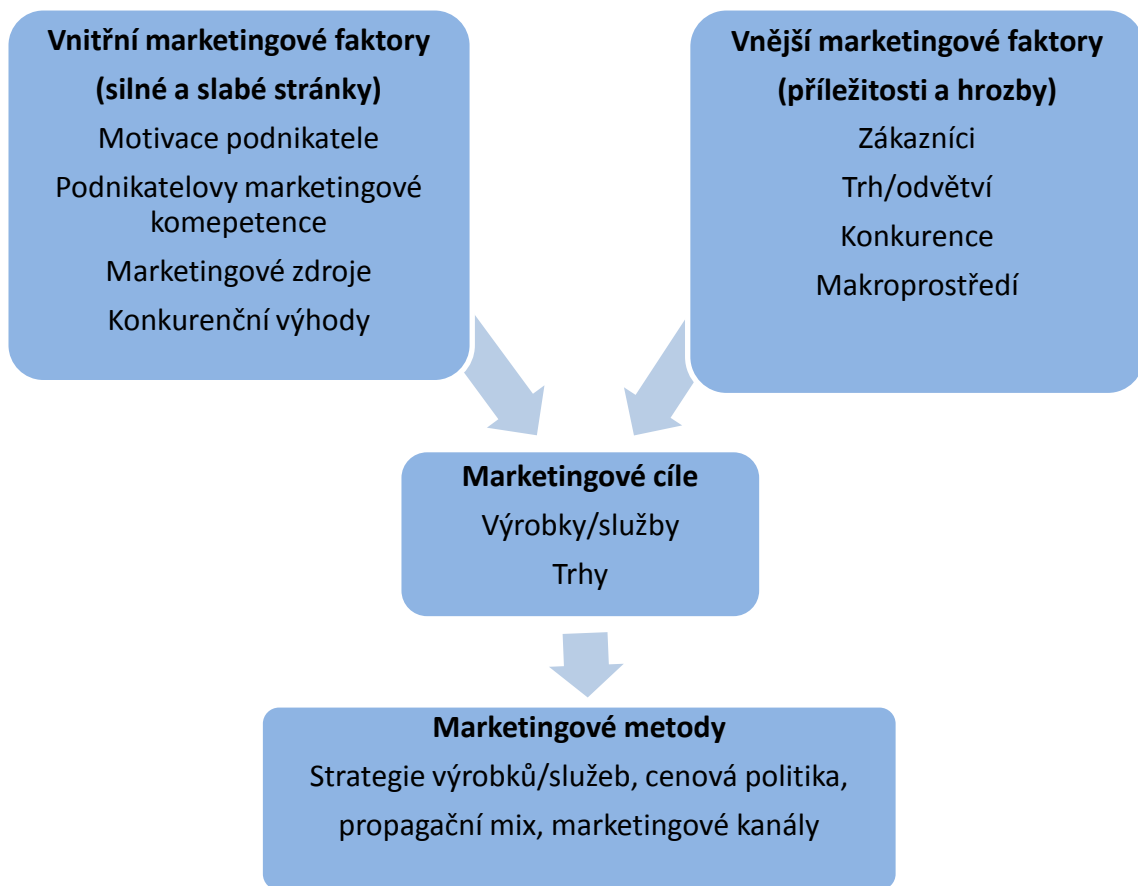 Vnitřní marketingové faktory
(silné a slabé stránky)
Motivace podnikatele
Podnikatelovy marketingové
komepetence
Marketingové zdroje
Konkurenční výhody
Vnější marketingové faktory
(příležitosti a hrozby)
Zákazníci
Trh/odvětví
Konkurence
Makroprostředí
Marketingové cíle
Výrobky/služby
Trhy
Marketingové metody
Strategie výrobků/služeb, cenová politika,
propagační mix, marketingové kanály